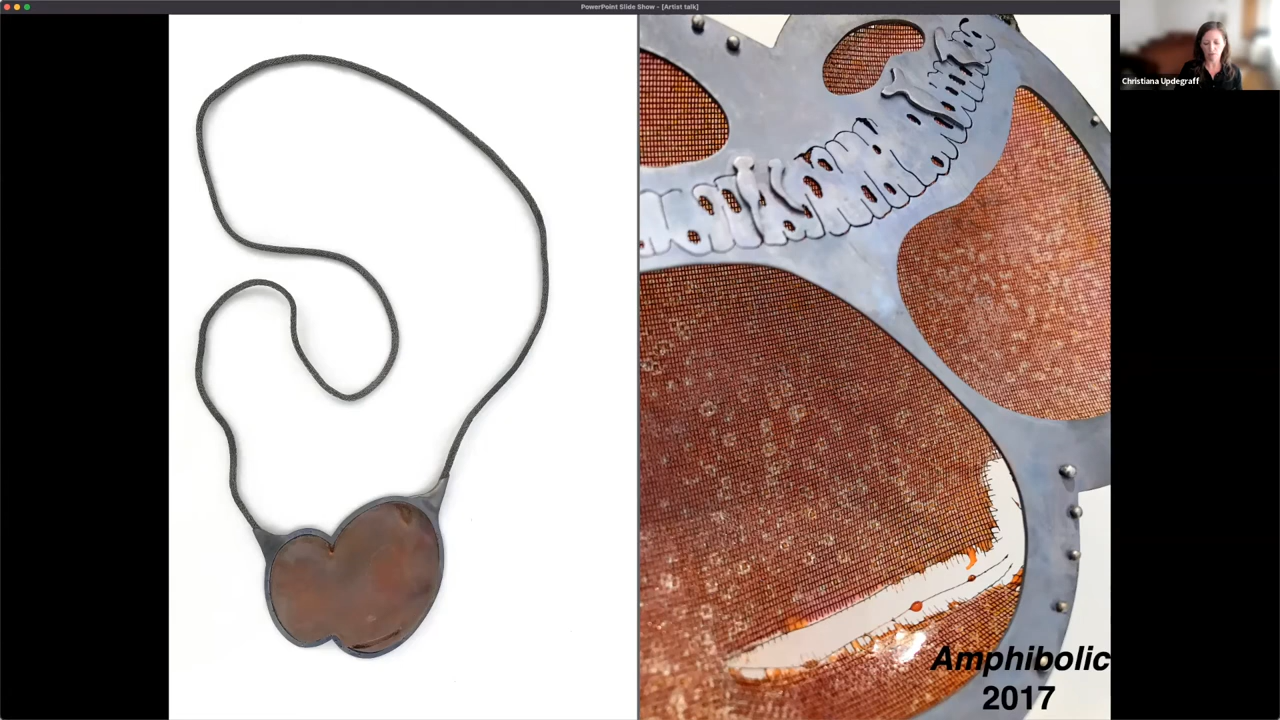 PowerPoint Slide Show - [Artist talk]
Christiana Updegraff
Amphibolic
2017